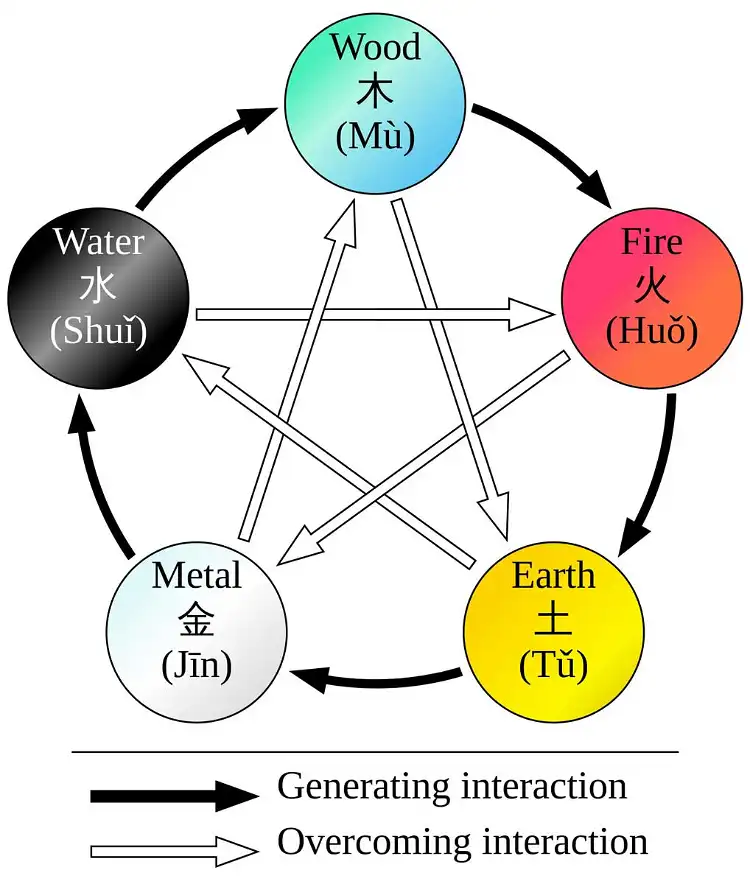 Wood
木
(Mù)
Water
水
(Shuǐ)
Fire
火
(Huǒ)
Metal
金
(Jīn)
Earth
土
(Tǔ)
Generating interaction
Overcoming interaction